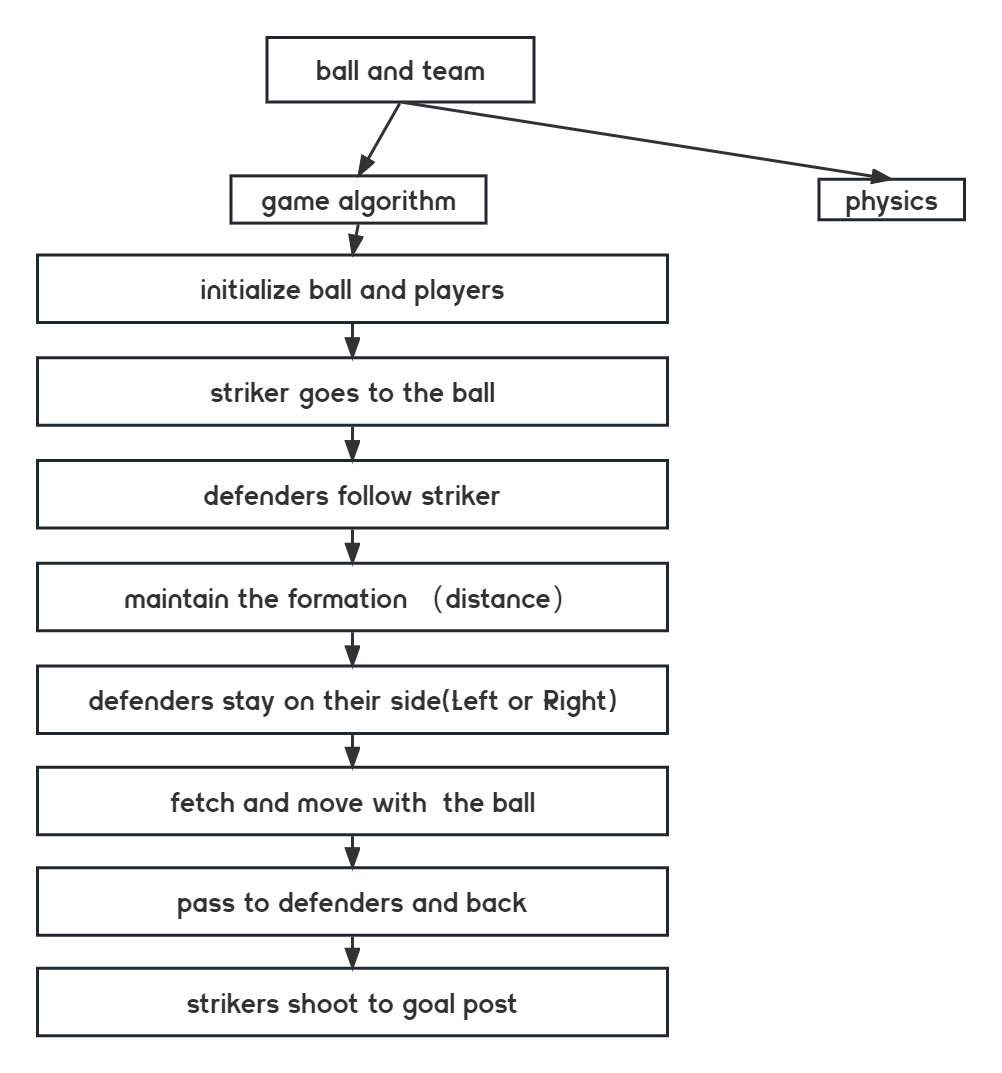 ball and team
game algorithm
physics
initialize ball and players
striker goes to the ball
defenders follow striker
maintain the formation （distance）
defenders stay on their side(Left or Right)
fetch and move with  the ball
pass to defenders and back
strikers shoot to goal post